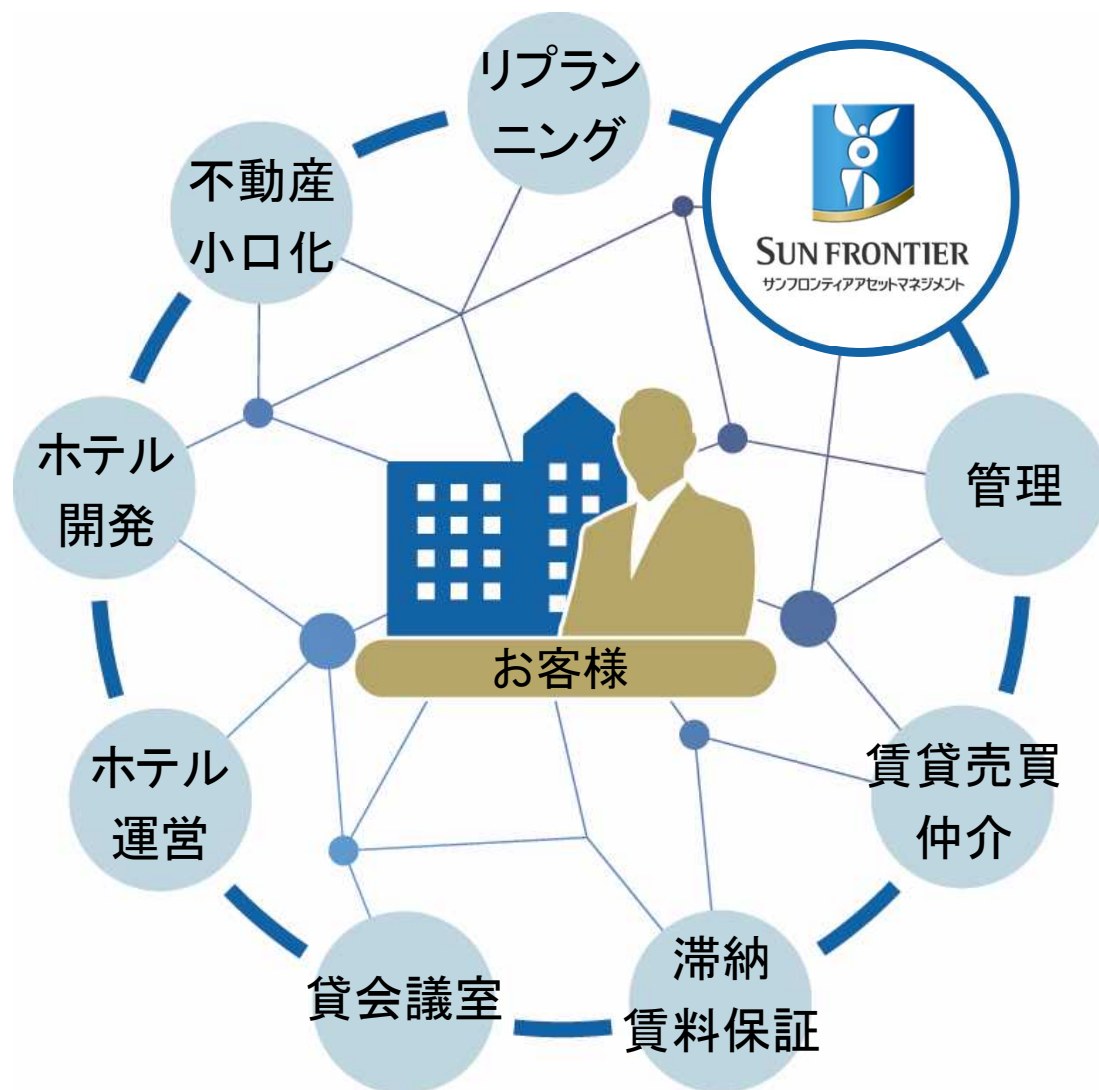 リプラン
ニング
SUN FRONTIER
サンフロンティアアセットマネジメント
不動産
小口化
ホテル
開発
管理
お客様
ホテル
運営
賃貸売買
仲介
貸会議室
滞納
賃料保証